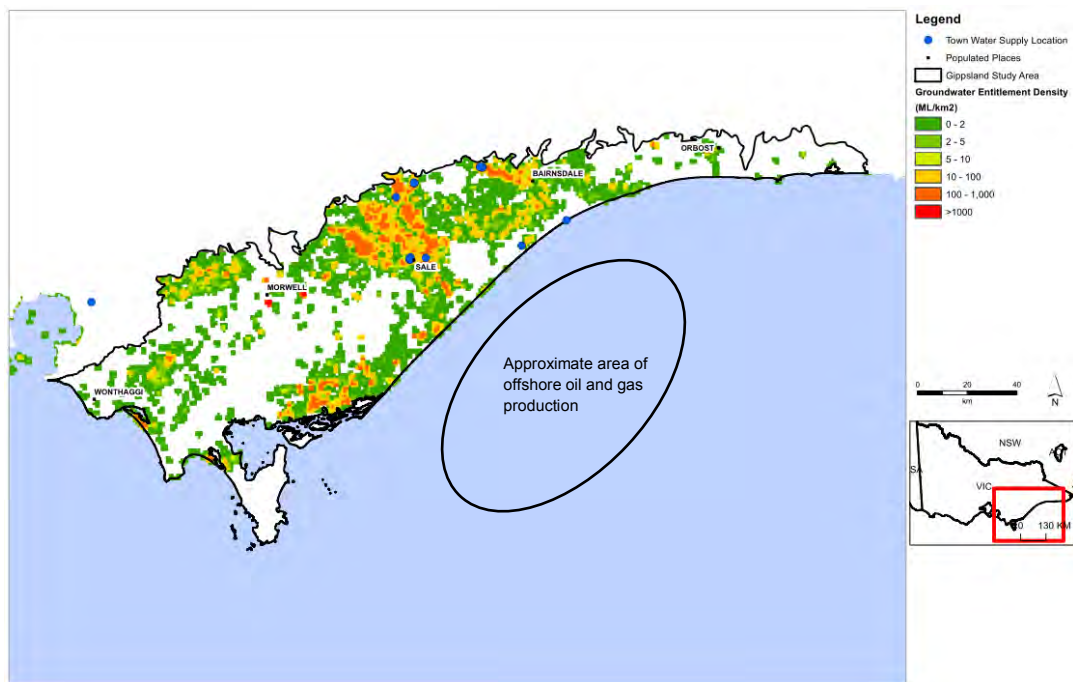 Legend
Town Water Supply Location
Populated Places
Gippsland Study Area
Groundwater Entitlement Density
(ML/km2)
0 - 2
2 - 5
5 - 10
10 - 100
100 - 1,000
>1000
ORBOST
BAIRNSDALE
SALE
MORWELL
WONTHAGGI
Approximate area of
offshore oil and gas
production
0 20 40
km
N
NSW
SA
VIC
130 KM